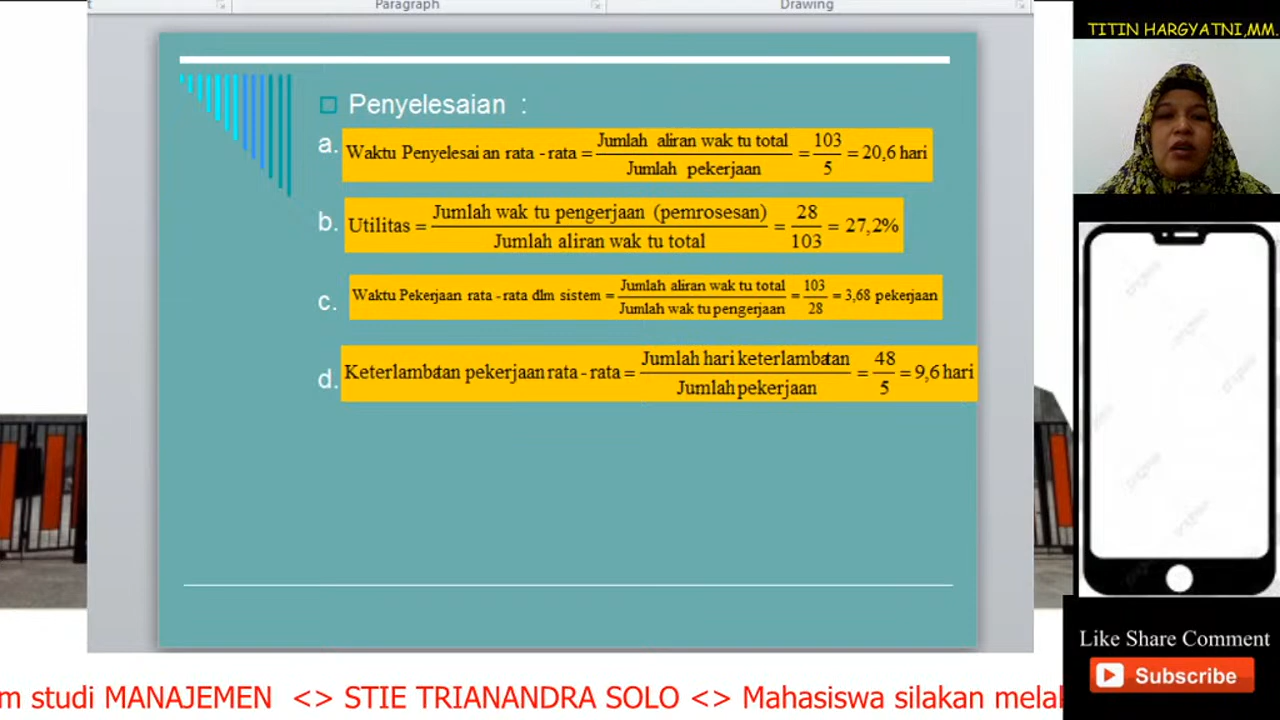 Paragraph
Drawing
TITIN HARGYATNI,MM.
Penyelesaian :
a. Waktu Penyelesai an rata - rata = Jumlah aliran wak tu total / Jumlah pekerjaan = 103 / 5 = 20,6 hari
b. Utilitas = Jumlah wak tu pengerjaan (pemrosesan) / Jumlah aliran wak tu total = 28 / 103 = 27,2%
c. Waktu Pekerjaan rata - rata dlm sistem = Jumlah aliran wak tu total / Jumlah wak tu pengerjaan = 103 / 28 = 3,68 pekerjaan
d. Keterlambatan pekerjaan rata - rata = Jumlah hari keterlambatan / Jumlah pekerjaan = 48 / 5 = 9,6 hari
Like Share Comment
Subscribe
m studi MANAJEMEN <> STIE TRIANANDRA SOLO <> Mahasiswa silakan melak